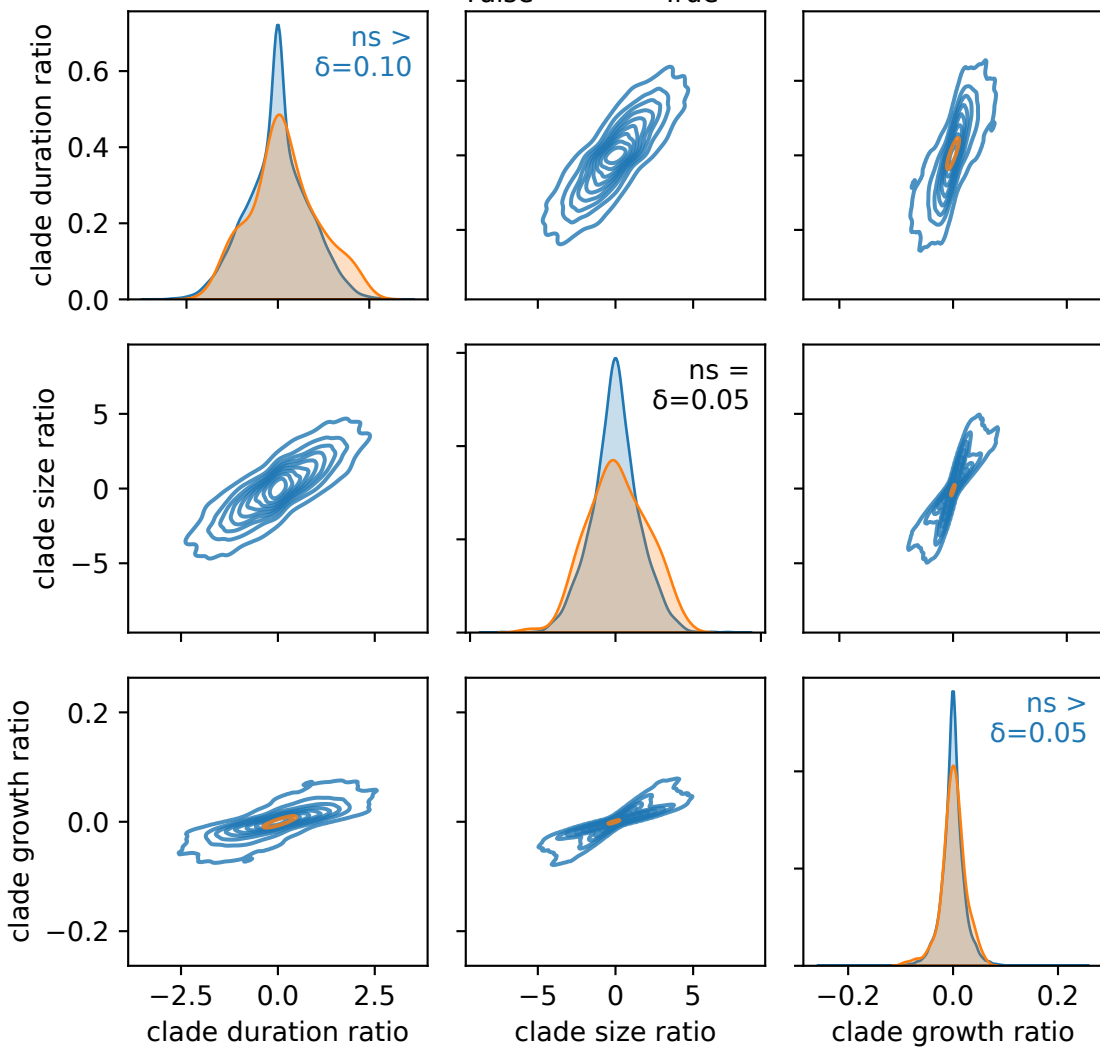 False True
clade duration ratio
0.6
0.4
0.2
0.0
ns >
δ=0.10
clade size ratio
5
0
−5
ns =
δ=0.05
clade growth ratio
0.2
0.0
−0.2
ns >
δ=0.05
−2.5 0.0 2.5
−5 0 5
−0.2 0.0 0.2
clade duration ratio
clade size ratio
clade growth ratio